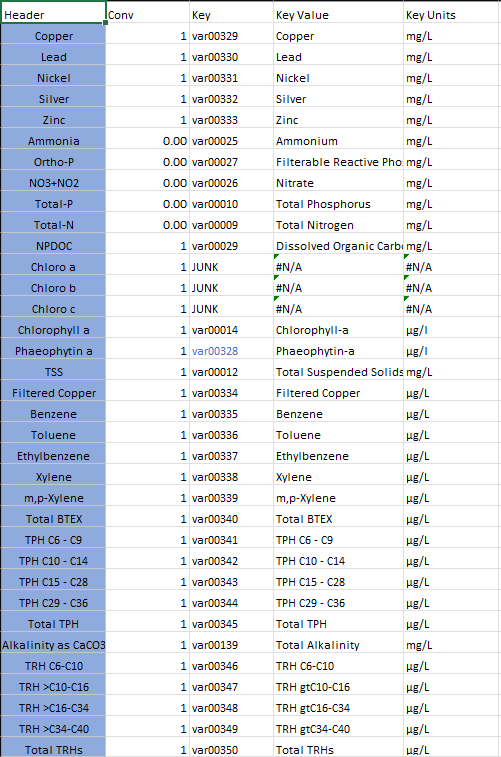 Header Conv Key Key Value Key Units
Copper 1 var00329 Copper mg/L
Lead 1 var00330 Lead mg/L
Nickel 1 var00331 Nickel mg/L
Silver 1 var00332 Silver mg/L
Zinc 1 var00333 Zinc mg/L
Ammonia 0.00 var00025 Ammonium mg/L
Ortho-P 0.00 var00027 Filterable Reactive Pho mg/L
NO3+NO2 0.00 var00026 Nitrate mg/L
Total-P 0.00 var00010 Total Phosphorus mg/L
Total-N 0.00 var00009 Total Nitrogen mg/L
NPDOC 1 var00029 Dissolved Organic Carb mg/L
Chloro a 1 JUNK #N/A #N/A
Chloro b 1 JUNK #N/A #N/A
Chloro c 1 JUNK #N/A #N/A
Chlorophyll a 1 var00014 Chlorophyll-a µg/l
Phaeophytin a 1 var00328 Phaeophytin-a µg/l
TSS 1 var00012 Total Suspended Solids mg/L
Filtered Copper 1 var00334 Filtered Copper µg/L
Benzene 1 var00335 Benzene µg/L
Toluene 1 var00336 Toluene µg/L
Ethylbenzene 1 var00337 Ethylbenzene µg/L
Xylene 1 var00338 Xylene µg/L
m,p-Xylene 1 var00339 m,p-Xylene µg/L
Total BTEX 1 var00340 Total BTEX µg/L
TPH C6 - C9 1 var00341 TPH C6 - C9 µg/L
TPH C10 - C14 1 var00342 TPH C10 - C14 µg/L
TPH C15 - C28 1 var00343 TPH C15 - C28 µg/L
TPH C29 - C36 1 var00344 TPH C29 - C36 µg/L
Total TPH 1 var00345 Total TPH µg/L
Alkalinity as CaCO3 1 var00139 Total Alkalinity mg/L
TRH C6-C10 1 var00346 TRH C6-C10 µg/L
TRH >C10-C16 1 var00347 TRH gtC10-C16 µg/L
TRH >C16-C34 1 var00348 TRH gtC16-C34 µg/L
TRH >C34-C40 1 var00349 TRH gtC34-C40 µg/L
Total TRHs 1 var00350 Total TRHs µg/L